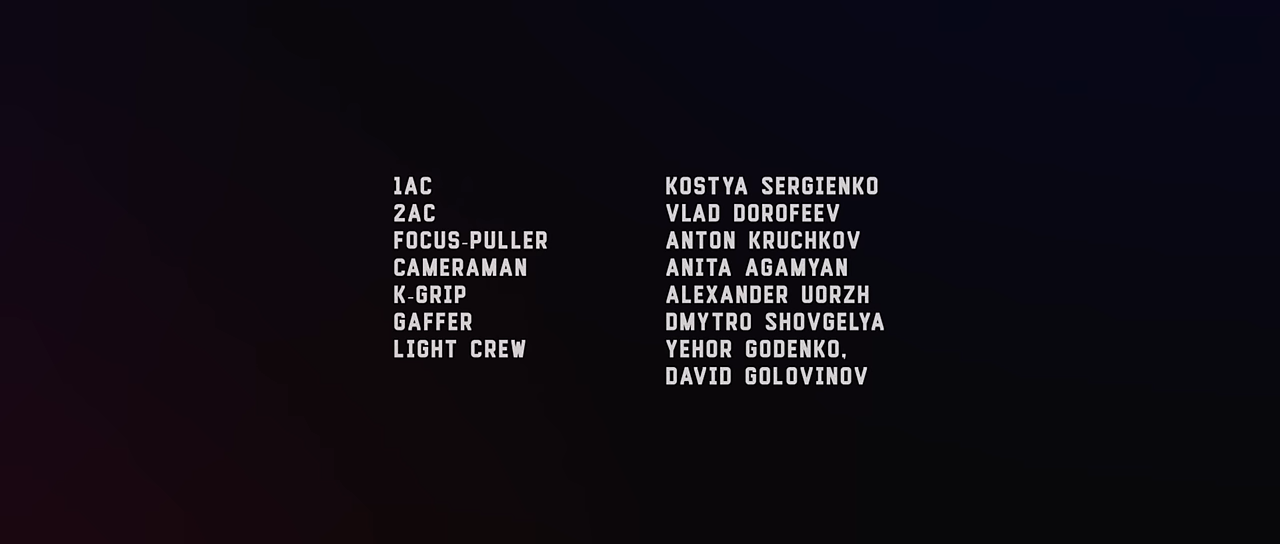 1AC KOSTYA SERGIENKO
2AC VLAD DOROFEEV
FOCUS-PULLER ANTON KRUCHKOV
CAMERAMAN ANITA AGAMYAN
K-GRIP ALEXANDER UORZH
GAFFER DMYTRO SHOVGELYA
LIGHT CREW YEHOR GODENKO,
DAVID GOLOVINOV